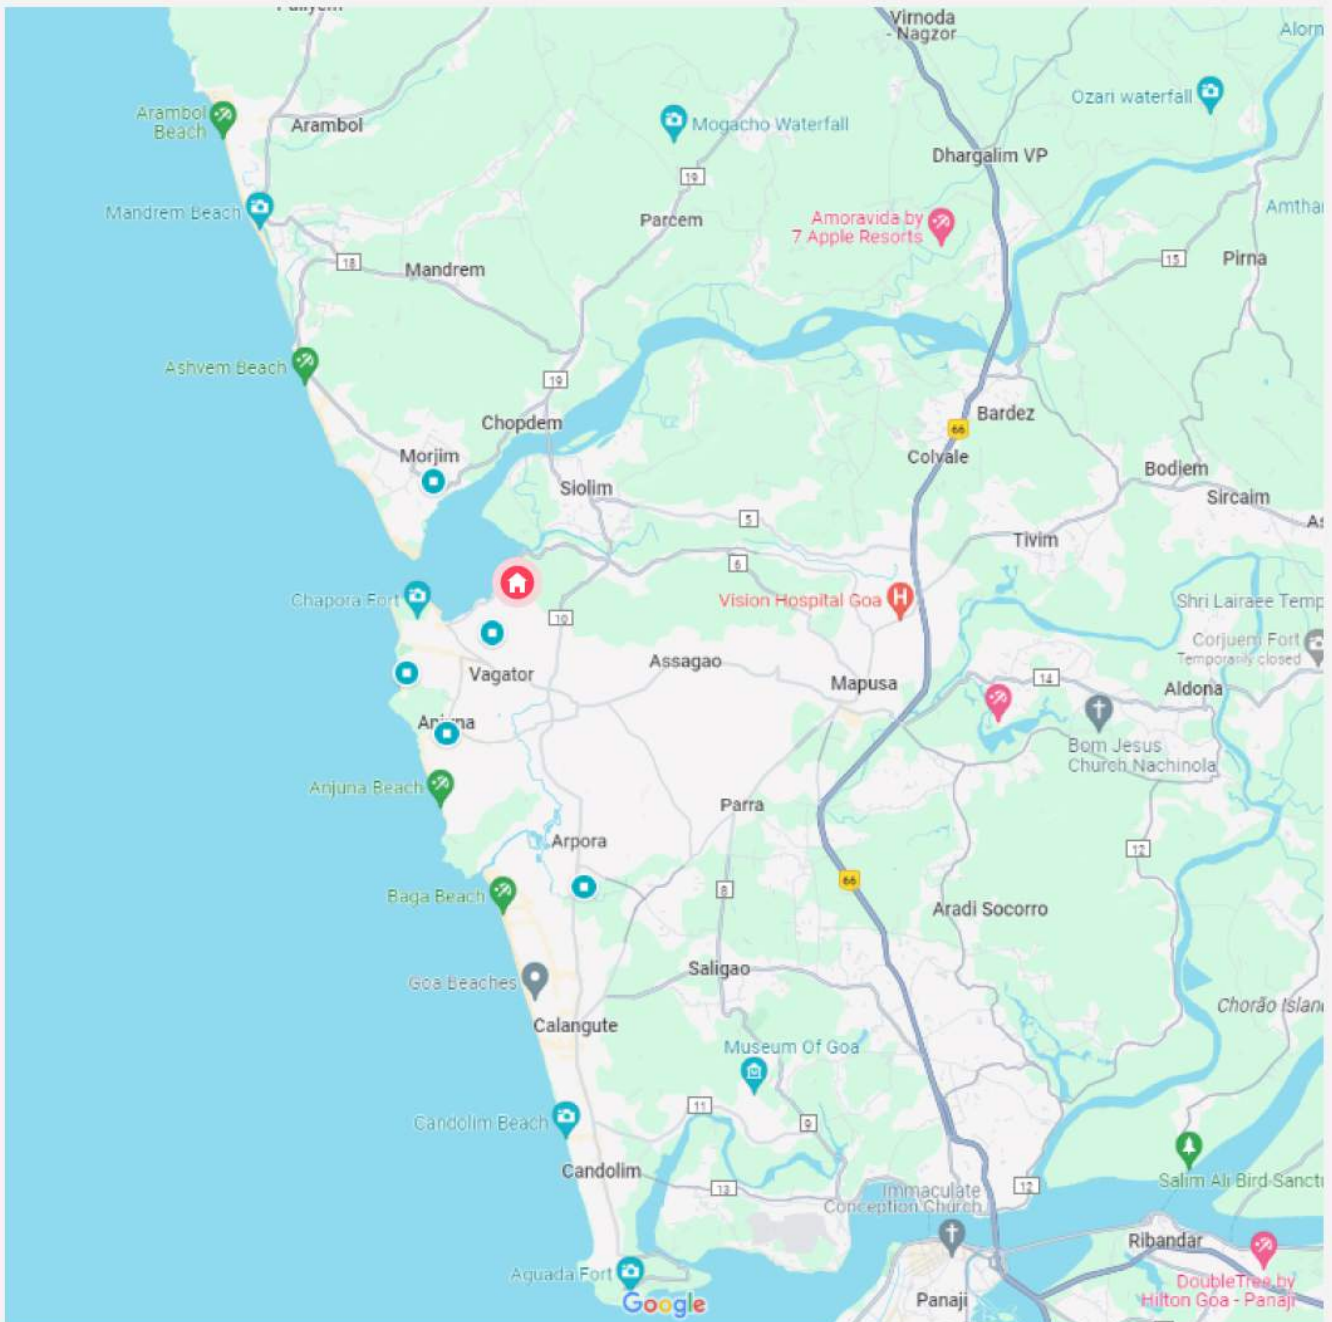 Virnoda
- Nagzor
Alorn
Arambol
Beach
Arambol
Mogacho Waterfall
Ozari waterfall
Dhargalim VP
19
Mandrem Beach
Parcem
Amoravida by
7 Apple Resorts
Amthan
18
Mandrem
15
Pirna
Ashvem Beach
19
Chopdem
Bardez
66
Morjim
Colvale
Bodiem
Siolim
Sircaim
5
As
Tivim
6
Chapora Fort
Vision Hospital Goa
H
Shri Lairaee Temp
10
Corjuem Fort
Temporarily closed
Assagao
Vagator
Mapusa
14
Aldona
Anjuna
Bom Jesus
Church Nachinola
Anjuna Beach
Parra
Arpora
12
66
Baga Beach
8
Aradi Socorro
Saligao
Goa Beaches
Chorão Islan
Calangute
Museum Of Goa
11
Candolim Beach
9
Candolim
13
Immaculate
Conception Church
12
Salim Ali Bird Sanctu
Ribandar
Aguada Fort
Google
Panaji
DoubleTree by
Hilton Goa - Panaji